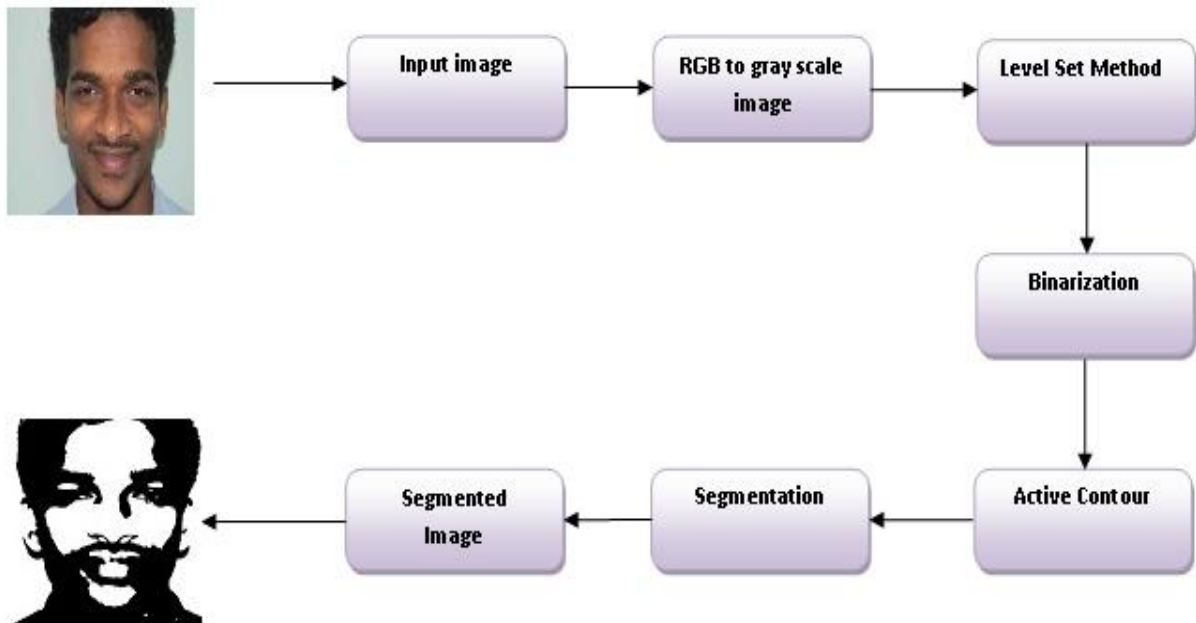 Input image
RGB to gray scale
image
Level Set Method
Binarization
Active Contour
Segmentation
Segmented
Image